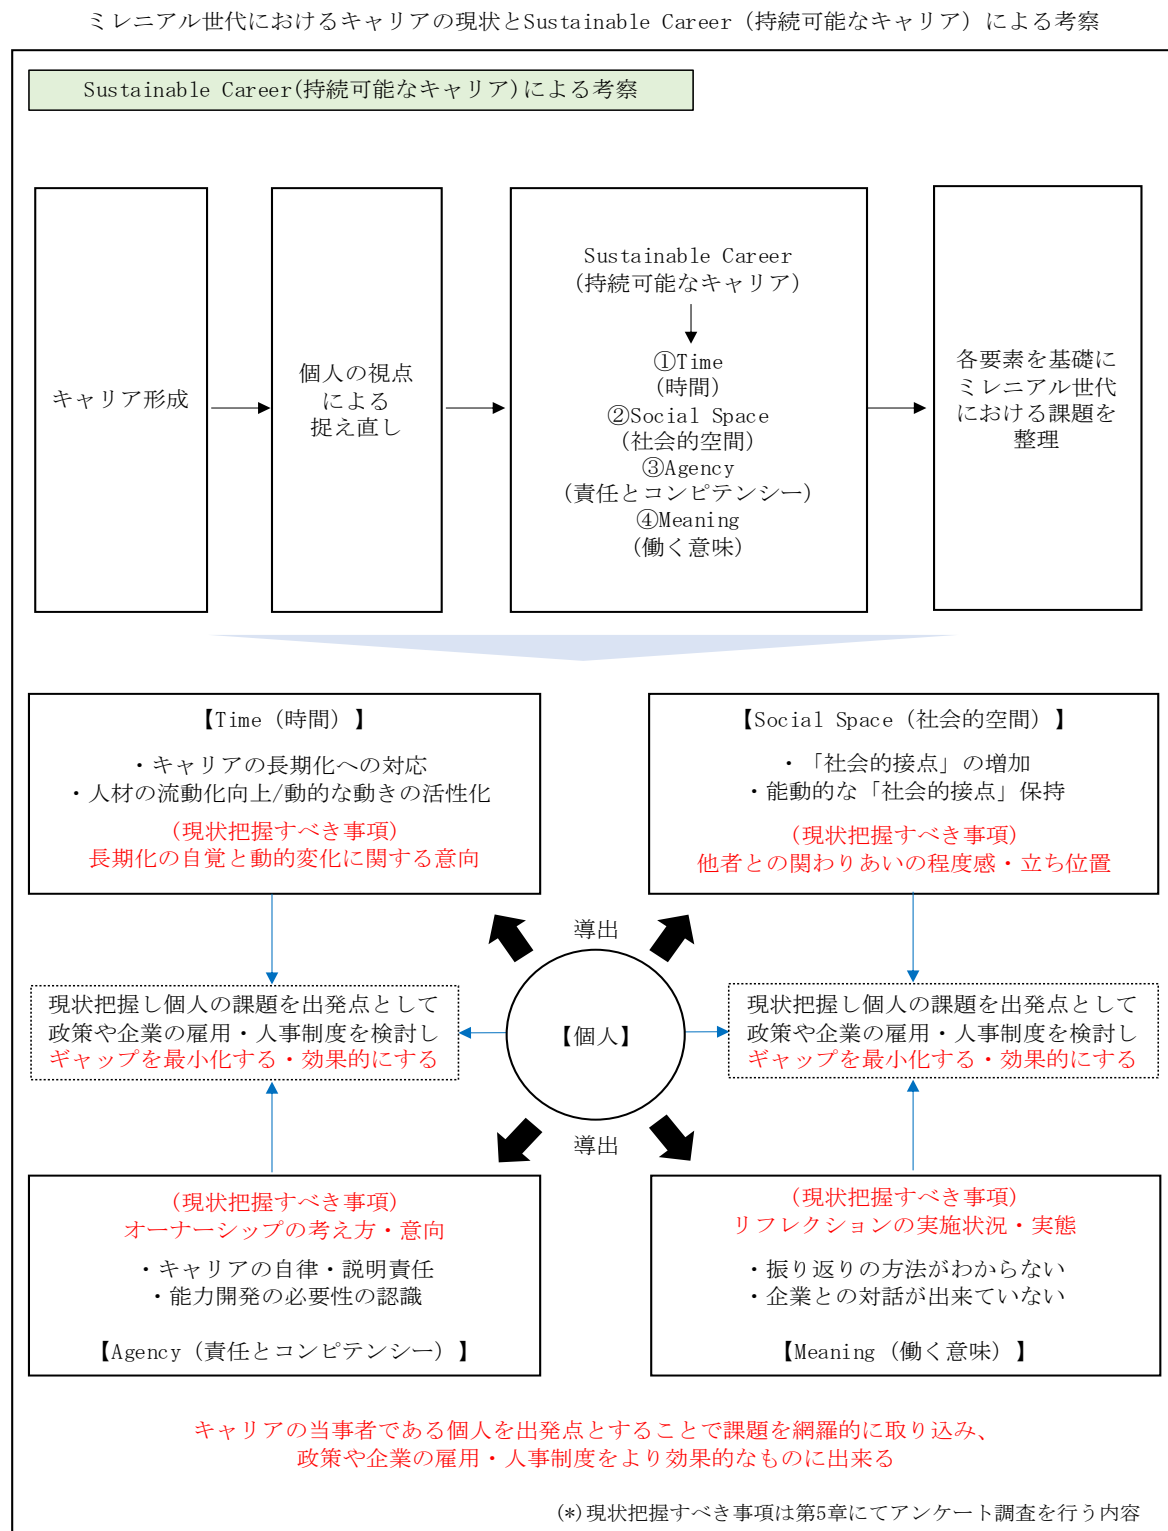 ミレニアル世代におけるキャリアの現状とSustainable Career（持続可能なキャリア）による考察
Sustainable Career(持続可能なキャリア)による考察
キャリア形成
個人の視点
による
捉え直し
Sustainable Career
（持続可能なキャリア）
①Time
（時間）
②Social Space
（社会的空間）
③Agency
（責任とコンピテンシー）
④Meaning
（働く意味）
各要素を基礎に
ミレニアル世代
における課題を
整理
【Time（時間）】
・キャリアの長期化への対応
・人材の流動化向上/動的な動きの活性化
（現状把握すべき事項）
長期化の自覚と動的変化に関する意向
【Social Space（社会的空間）】
・「社会的接点」の増加
・能動的な「社会的接点」保持
（現状把握すべき事項）
他者との関わりあいの程度感・立ち位置
導出
現状把握し個人の課題を出発点として
政策や企業の雇用・人事制度を検討し
ギャップを最小化する・効果的にする
【個人】
現状把握し個人の課題を出発点として
政策や企業の雇用・人事制度を検討し
ギャップを最小化する・効果的にする
導出
（現状把握すべき事項）
オーナーシップの考え方・意向
・キャリアの自律・説明責任
・能力開発の必要性の認識
【Agency（責任とコンピテンシー）】
（現状把握すべき事項）
リフレクションの実施状況・実態
・振り返りの方法がわからない
・企業との対話が出来ていない
【Meaning（働く意味）】
キャリアの当事者である個人を出発点とすることで課題を網羅的に取り込み、
政策や企業の雇用・人事制度をより効果的なものに出来る
(*)現状把握すべき事項は第5章にてアンケート調査を行う内容